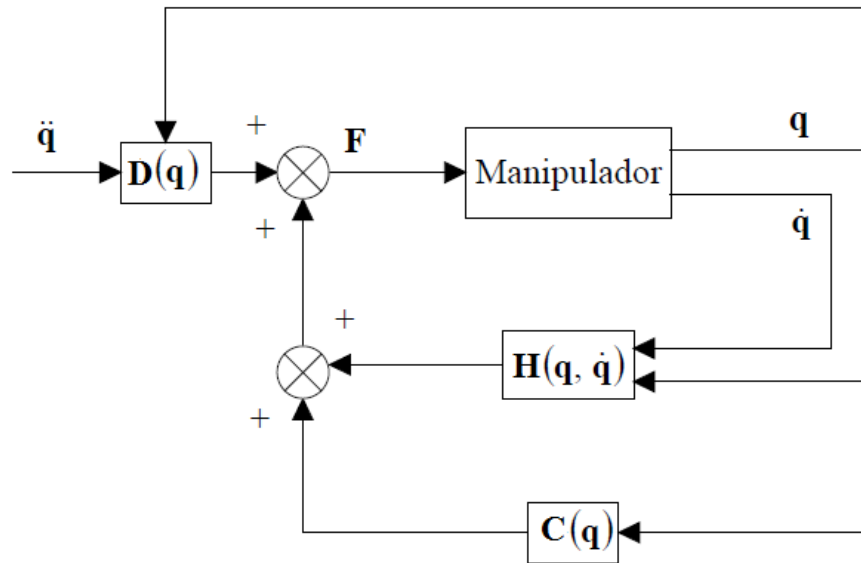 q̈
D(q)
+
+
F
Manipulador
q
q̇
+
H(q, q̇)
+
C(q)